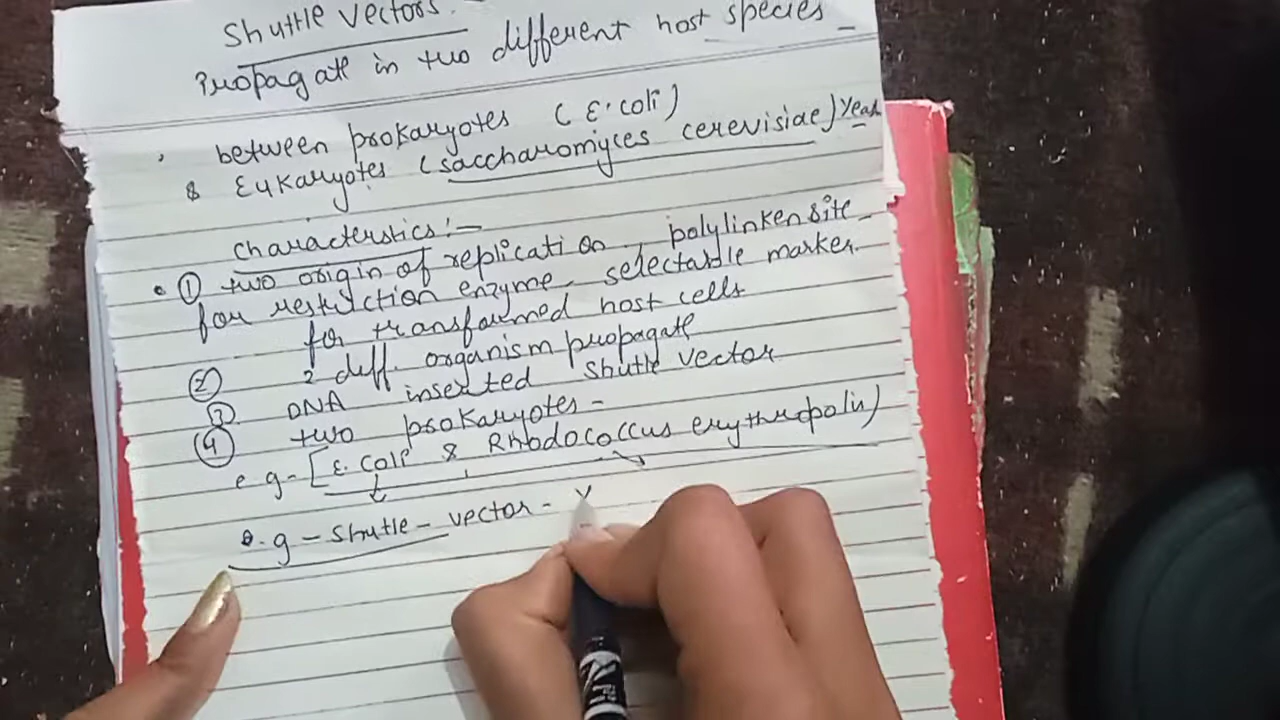 Shuttle vectors.
Propagate in two different host species
between prokaryotes (E. coli)
& Eukaryotes (saccharomyces cerevisiae) Yeast
characterstics :-
① two origin of replication, polylinker site
for restriction enzyme, selectable marker
for transformed host cells
② 2 diff. organism propagate
③ DNA inserted shuttle vector
④ two prokaryotes -
e.g - [E. Coli & Rhodococcus erythropolis)
e.g - shutle - vector - Y